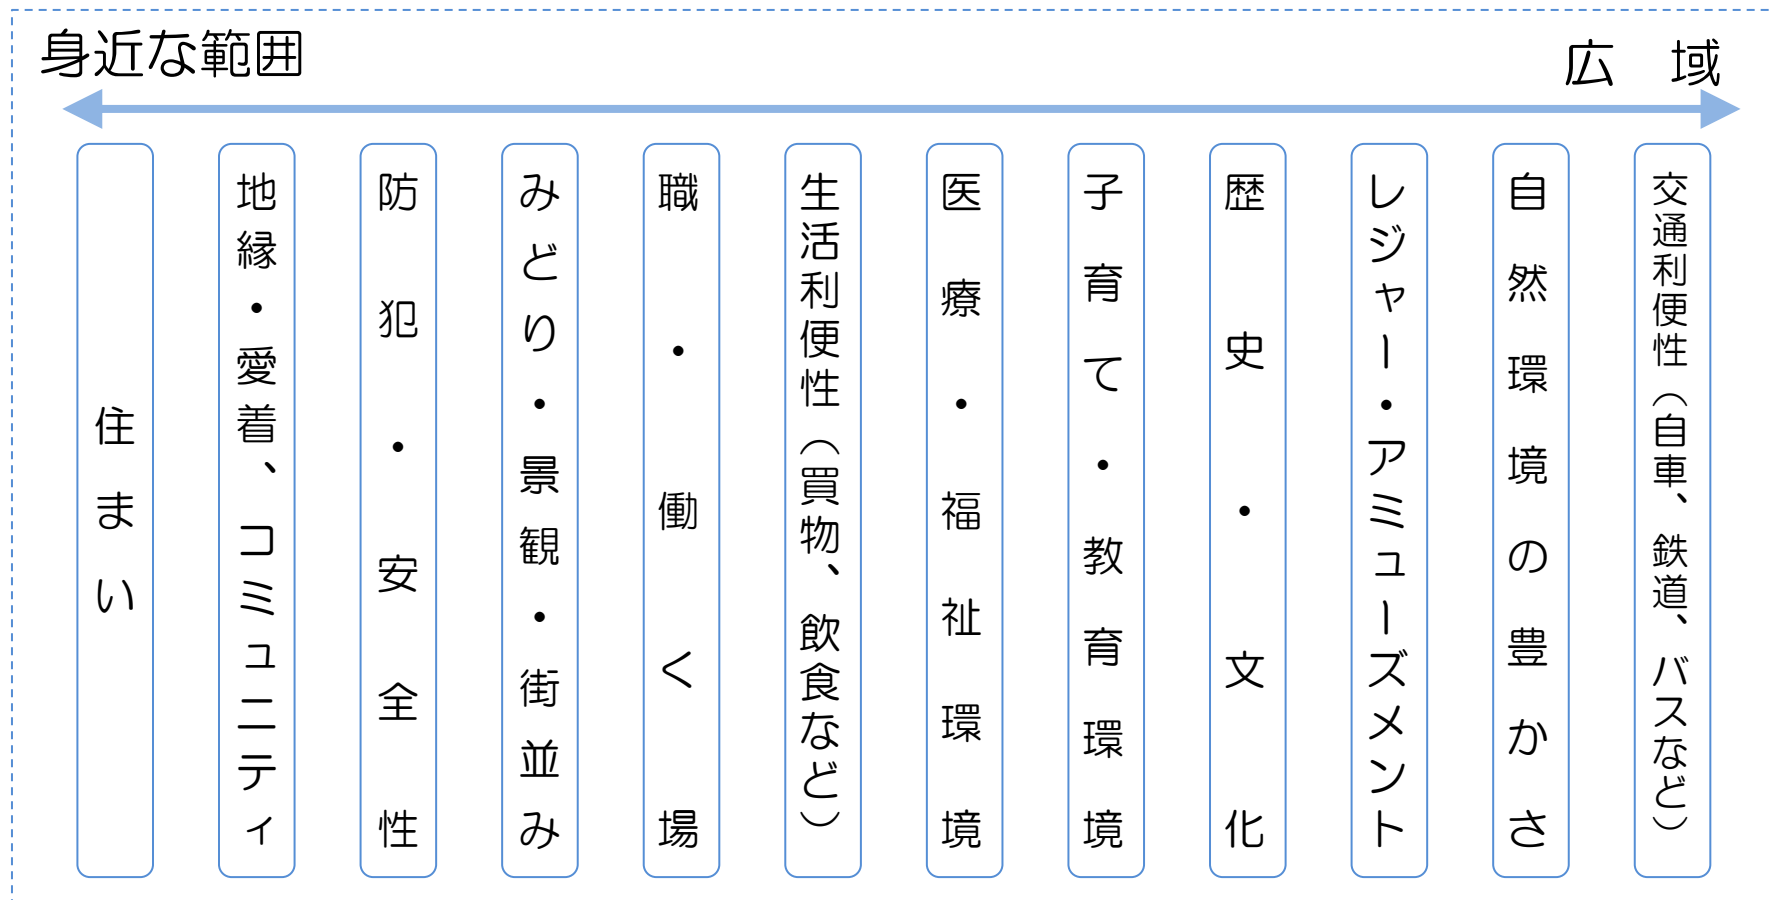 身近な範囲
広　域
住まい
地縁・愛着、コミュニティ
防犯・安全性
みどり・景観・街並み
職・働く場
生活利便性（買物、飲食など）
医療・福祉環境
子育て・教育環境
歴史・文化
レジャー・アミューズメント
自然環境の豊かさ
交通利便性（自車、鉄道、バスなど）